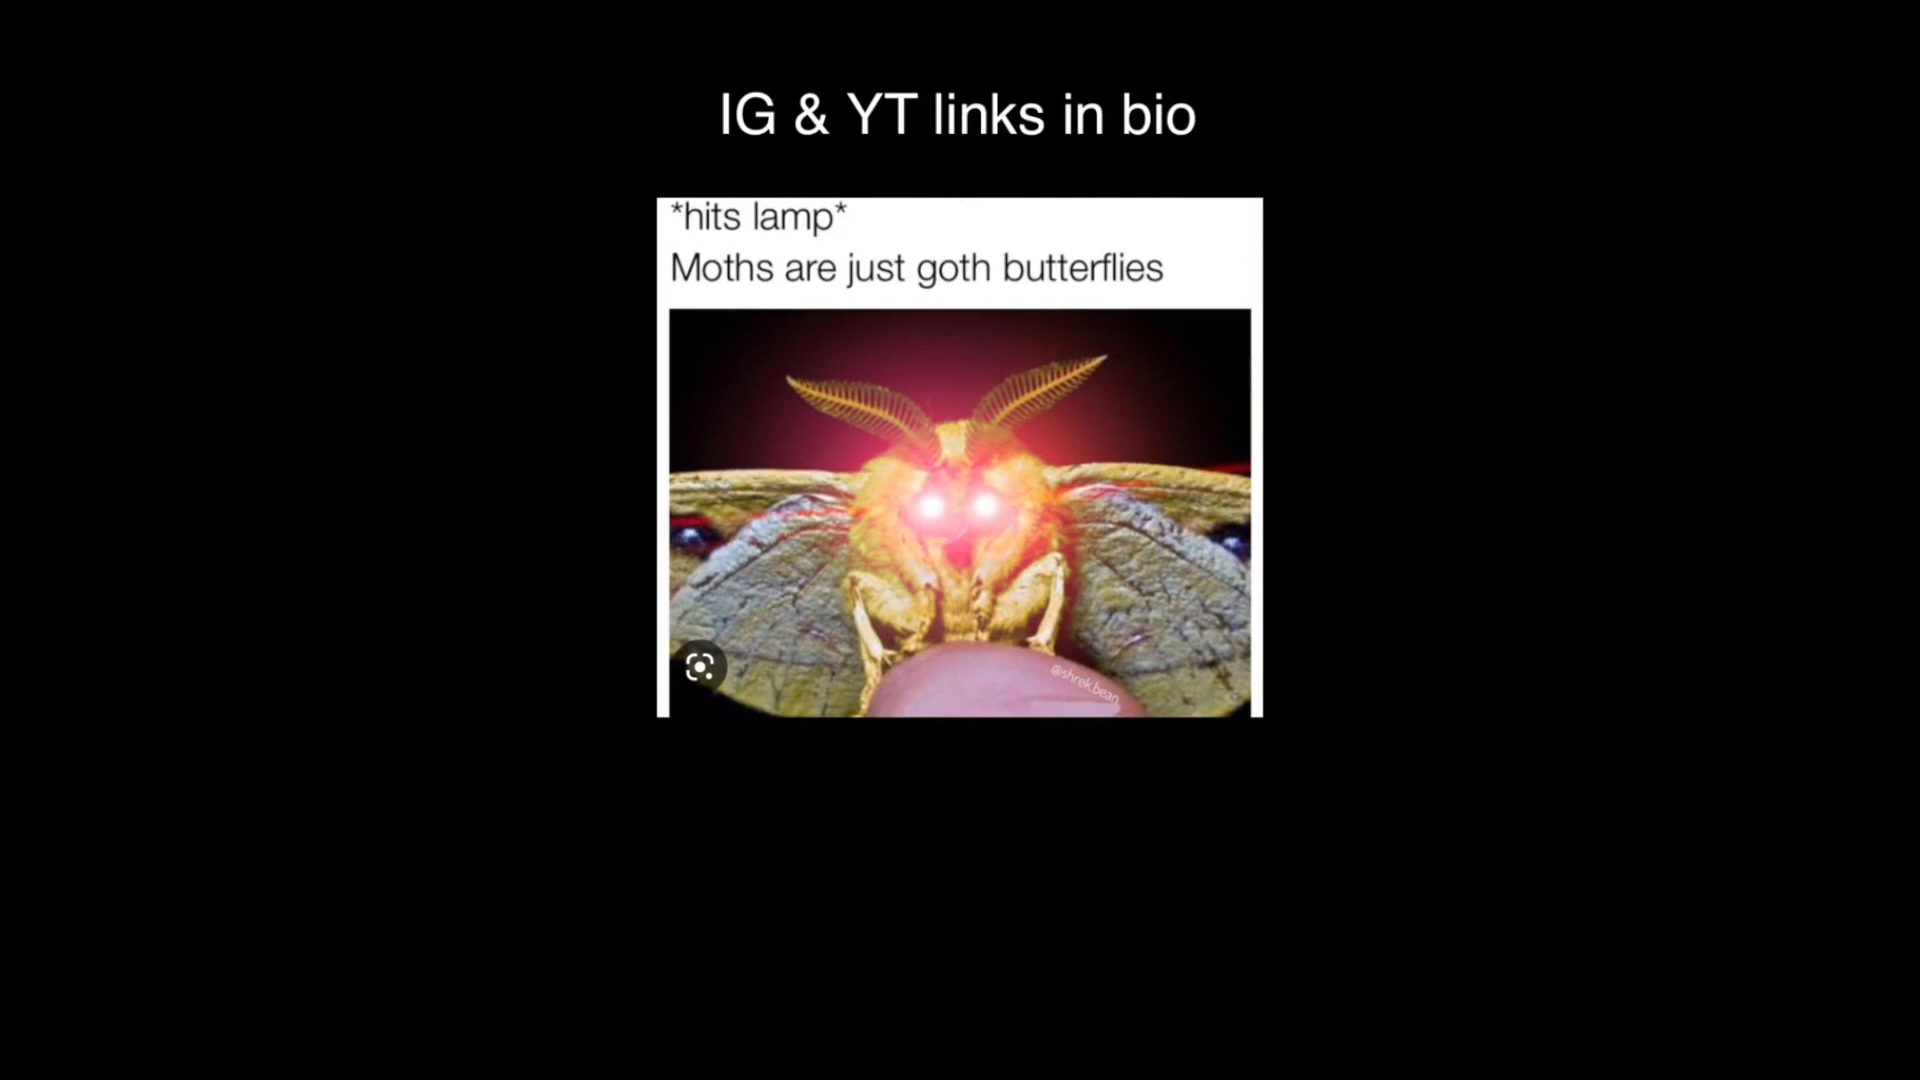 IG & YT links in bio
*hits lamp*
Moths are just goth butterflies
@shrek.bean